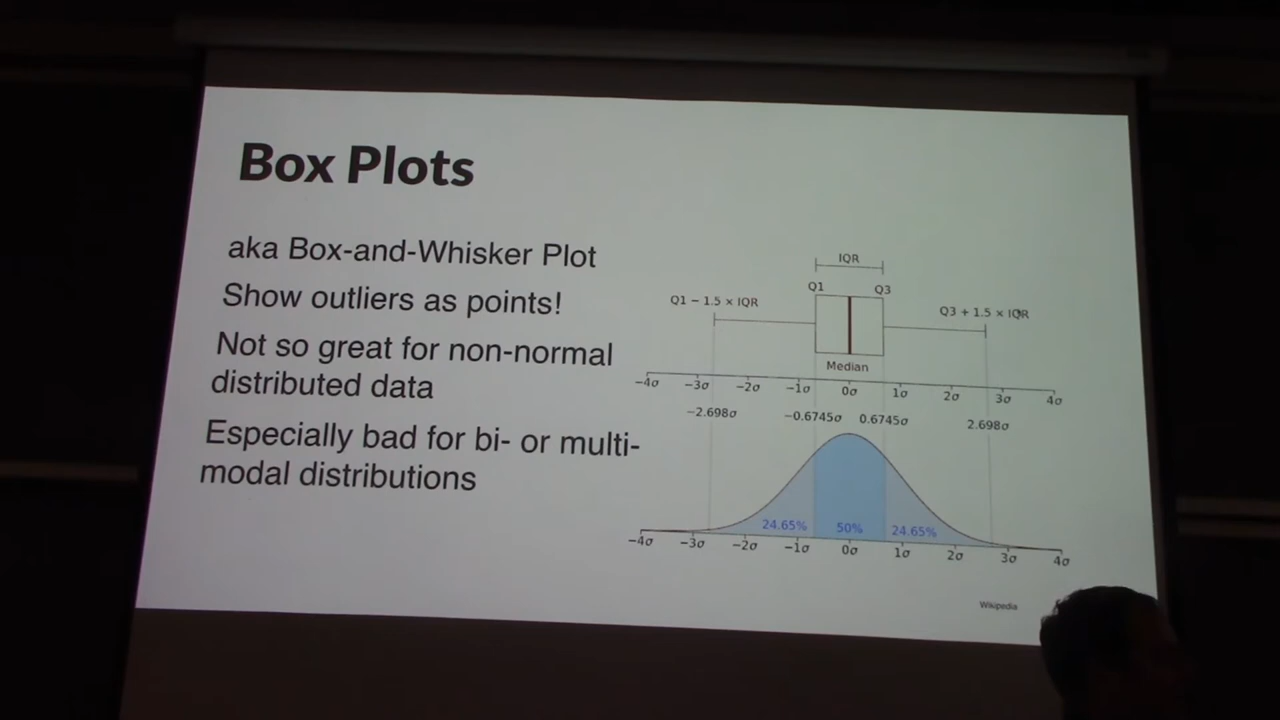 Box Plots
aka Box-and-Whisker Plot
Show outliers as points!
Not so great for non-normal
distributed data
Especially bad for bi- or multi-
modal distributions
IQR
Q1
Q3
Q1 − 1.5 × IQR
Q3 + 1.5 × IQR
Median
−4σ −3σ −2σ −1σ 0σ 1σ 2σ 3σ 4σ
−2.698σ −0.6745σ 0.6745σ 2.698σ
24.65% 50% 24.65%
−4σ −3σ −2σ −1σ 0σ 1σ 2σ 3σ 4σ
Wikipedia